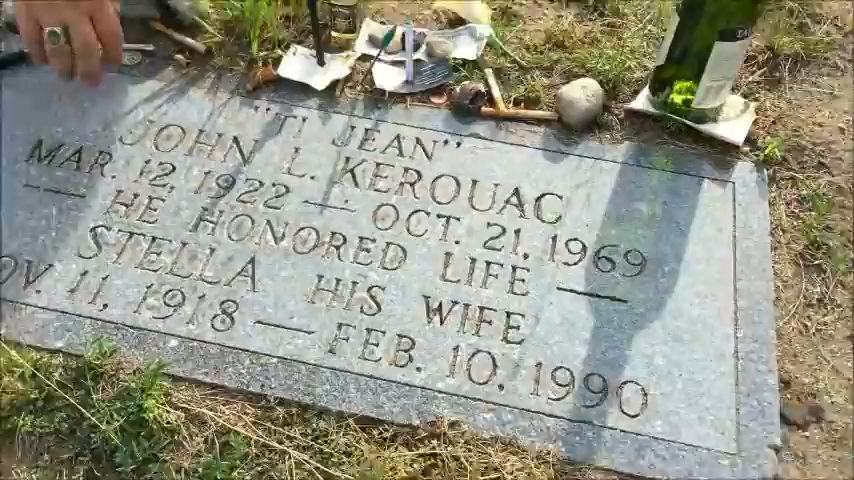 "TI JEAN"
JOHN L. KEROUAC
MAR. 12, 1922 — OCT. 21. 1969
— HE HONORED LIFE —
STELLA HIS WIFE
OV 11, 1918 — FEB. 10, 1990